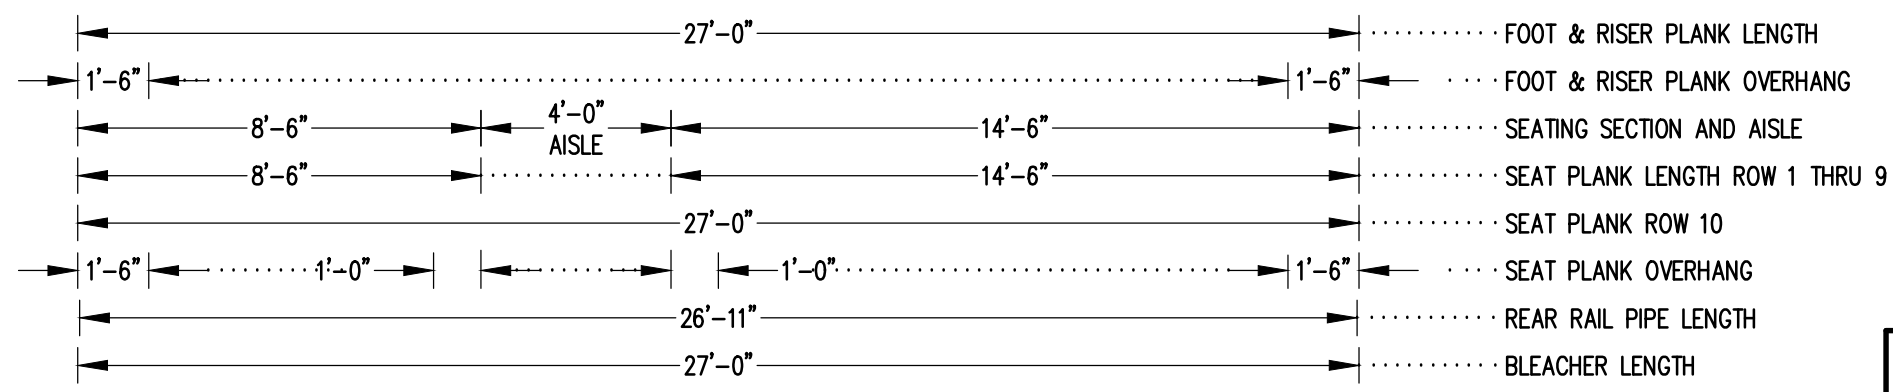 27'-0" FOOT & RISER PLANK LENGTH
1'-6" 1'-6" FOOT & RISER PLANK OVERHANG
8'-6" 4'-0" 14'-6" SEATING SECTION AND AISLE
AISLE
8'-6" 14'-6" SEAT PLANK LENGTH ROW 1 THRU 9
27'-0" SEAT PLANK ROW 10
1'-6" 1'-0" 1'-0" 1'-6" SEAT PLANK OVERHANG
26'-11" REAR RAIL PIPE LENGTH
27'-0" BLEACHER LENGTH